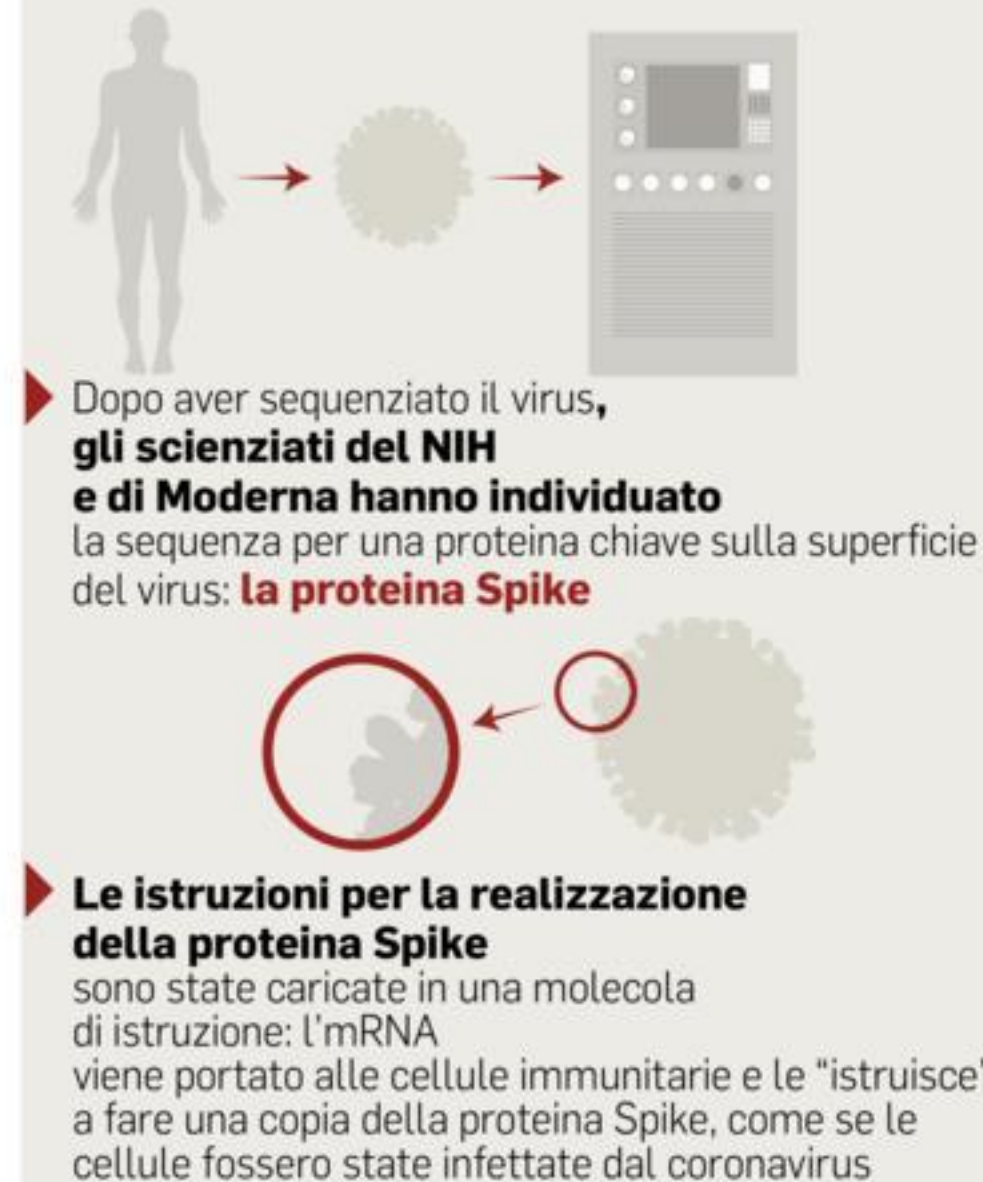 Dopo aver sequenziato il virus,
gli scienziati del NIH
e di Moderna hanno individuato
la sequenza per una proteina chiave sulla superficie
del virus: la proteina Spike
Le istruzioni per la realizzazione
della proteina Spike
sono state caricate in una molecola
di istruzione: l'mRNA
viene portato alle cellule immunitarie e le “istruisce”
a fare una copia della proteina Spike, come se le
cellule fossero state infettate dal coronavirus